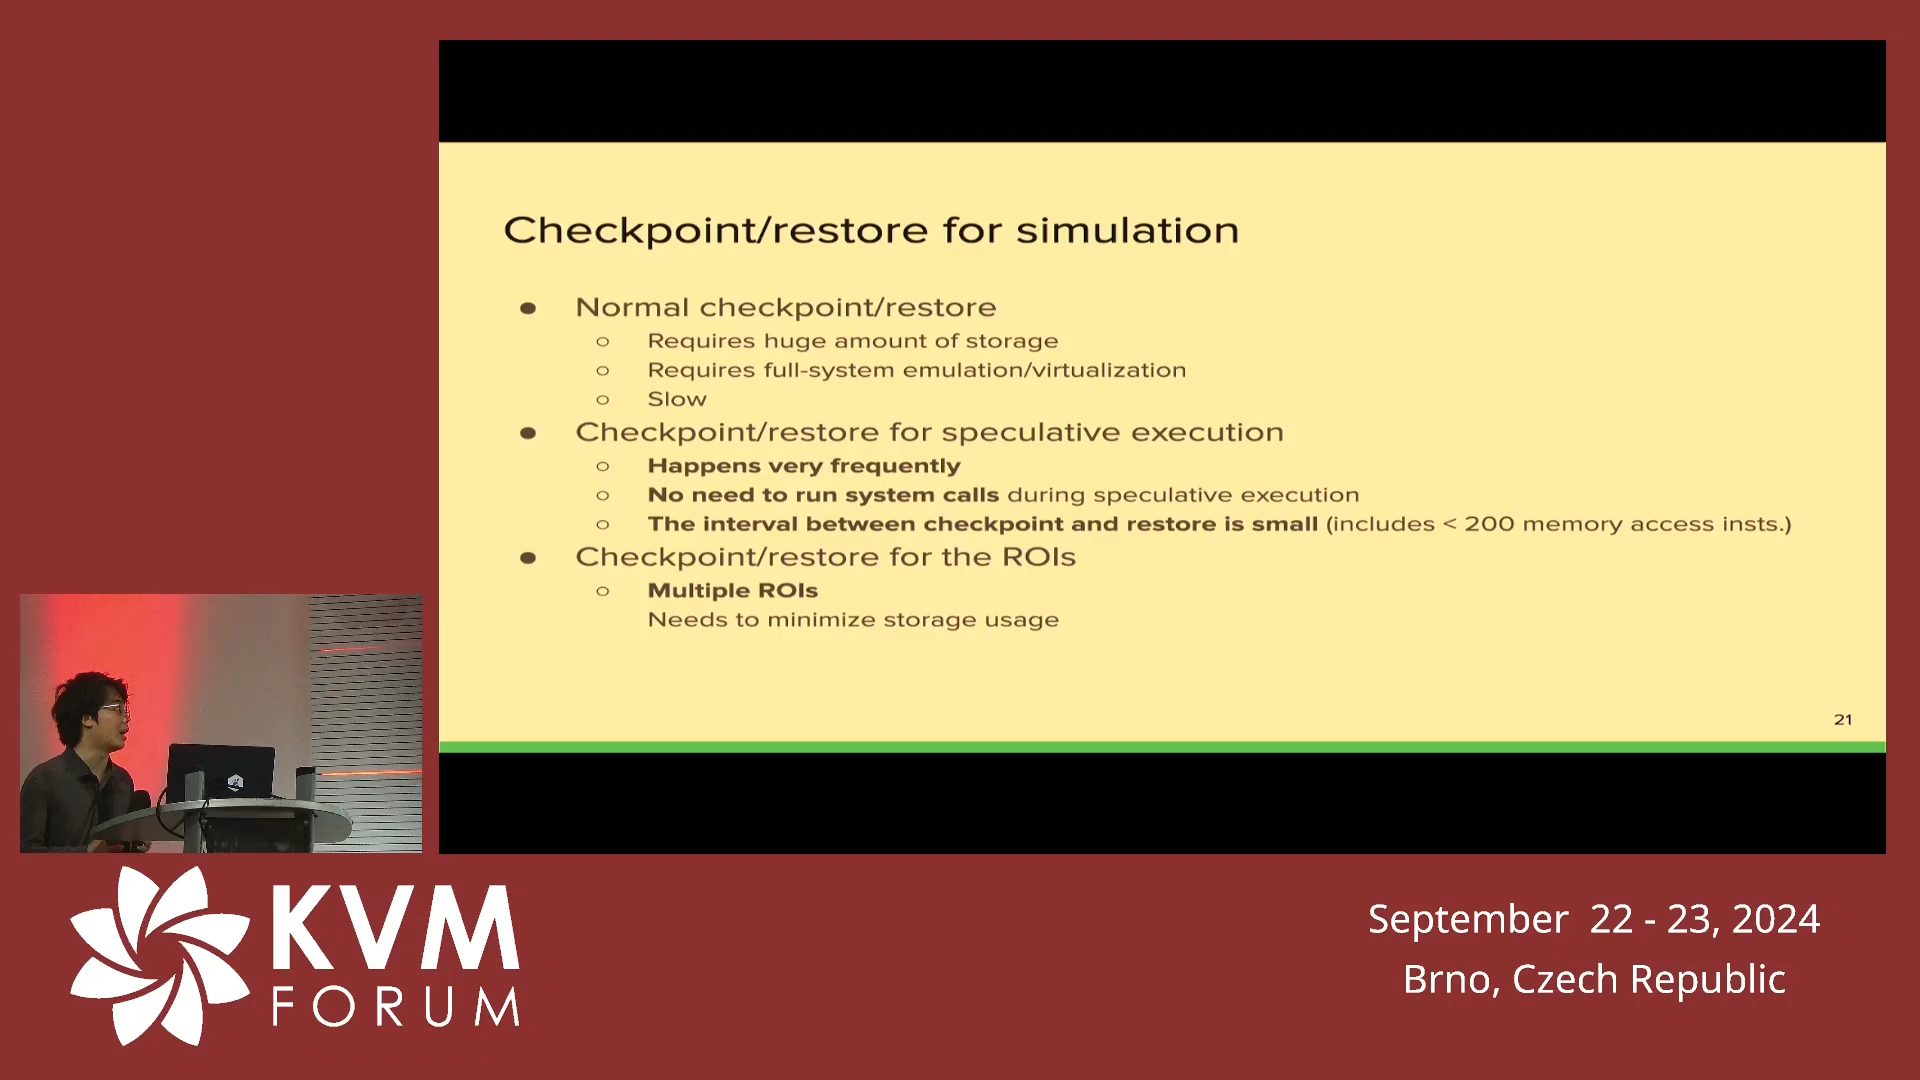 Checkpoint/restore for simulation
● Normal checkpoint/restore
○ Requires huge amount of storage
○ Requires full-system emulation/virtualization
○ Slow
● Checkpoint/restore for speculative execution
○ Happens very frequently
○ No need to run system calls during speculative execution
○ The interval between checkpoint and restore is small (includes < 200 memory access insts.)
● Checkpoint/restore for the ROIs
○ Multiple ROIs
Needs to minimize storage usage
21
KVM
FORUM
September 22 - 23, 2024
Brno, Czech Republic